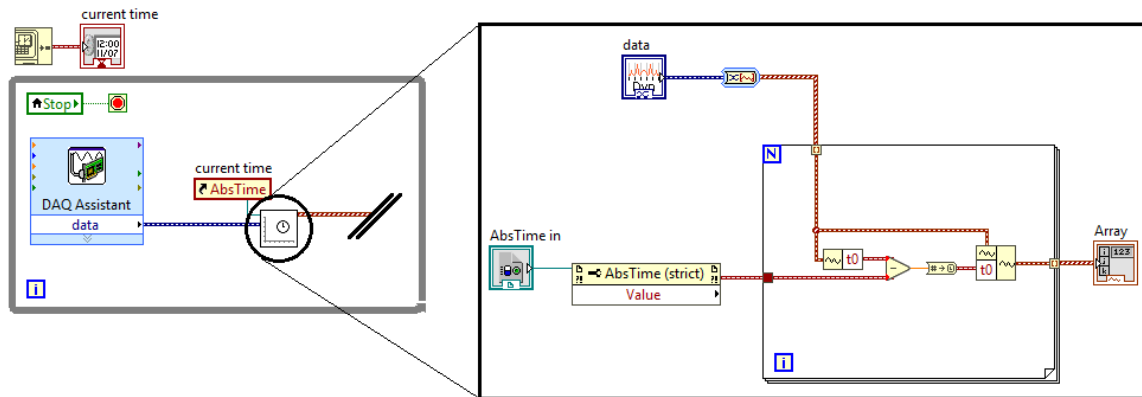 current time
12:00
11/07
Stop
i
DAQ Assistant
data
current time
AbsTime
data
Dyn
N
AbsTime in
AbsTime (strict)
Value
t0
-
t0
i
Array
i 123
j
k